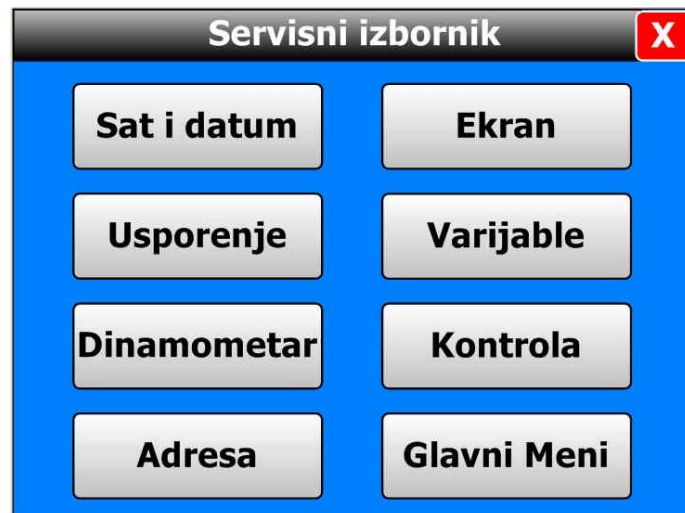 Servisni izbornik
X
Sat i datum
Ekran
Usporenje
Varijable
Dinamometar
Kontrola
Adresa
Glavni Meni